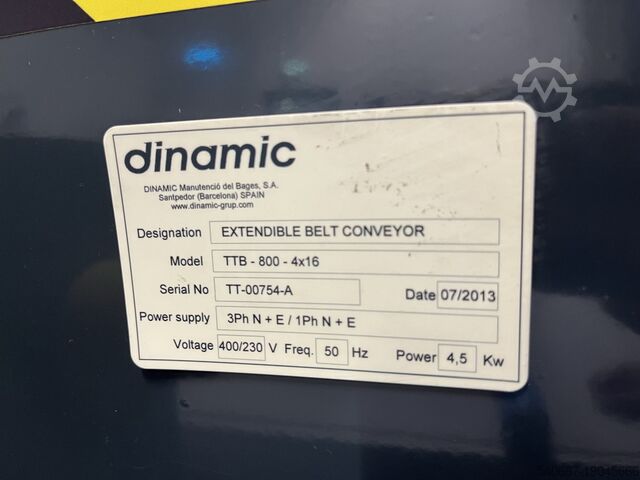 dinamic
DINAMIC Manutenció del Bages, S.A.
Santpedor (Barcelona) SPAIN
www.dinamic-grup.com
Designation EXTENDIBLE BELT CONVEYOR
Model TTB - 800 - 4x16
Serial No TT-00754-A Date 07/2013
Power supply 3Ph N + E / 1Ph N + E
Voltage 400/230 V Freq. 50 Hz Power 4,5 Kw